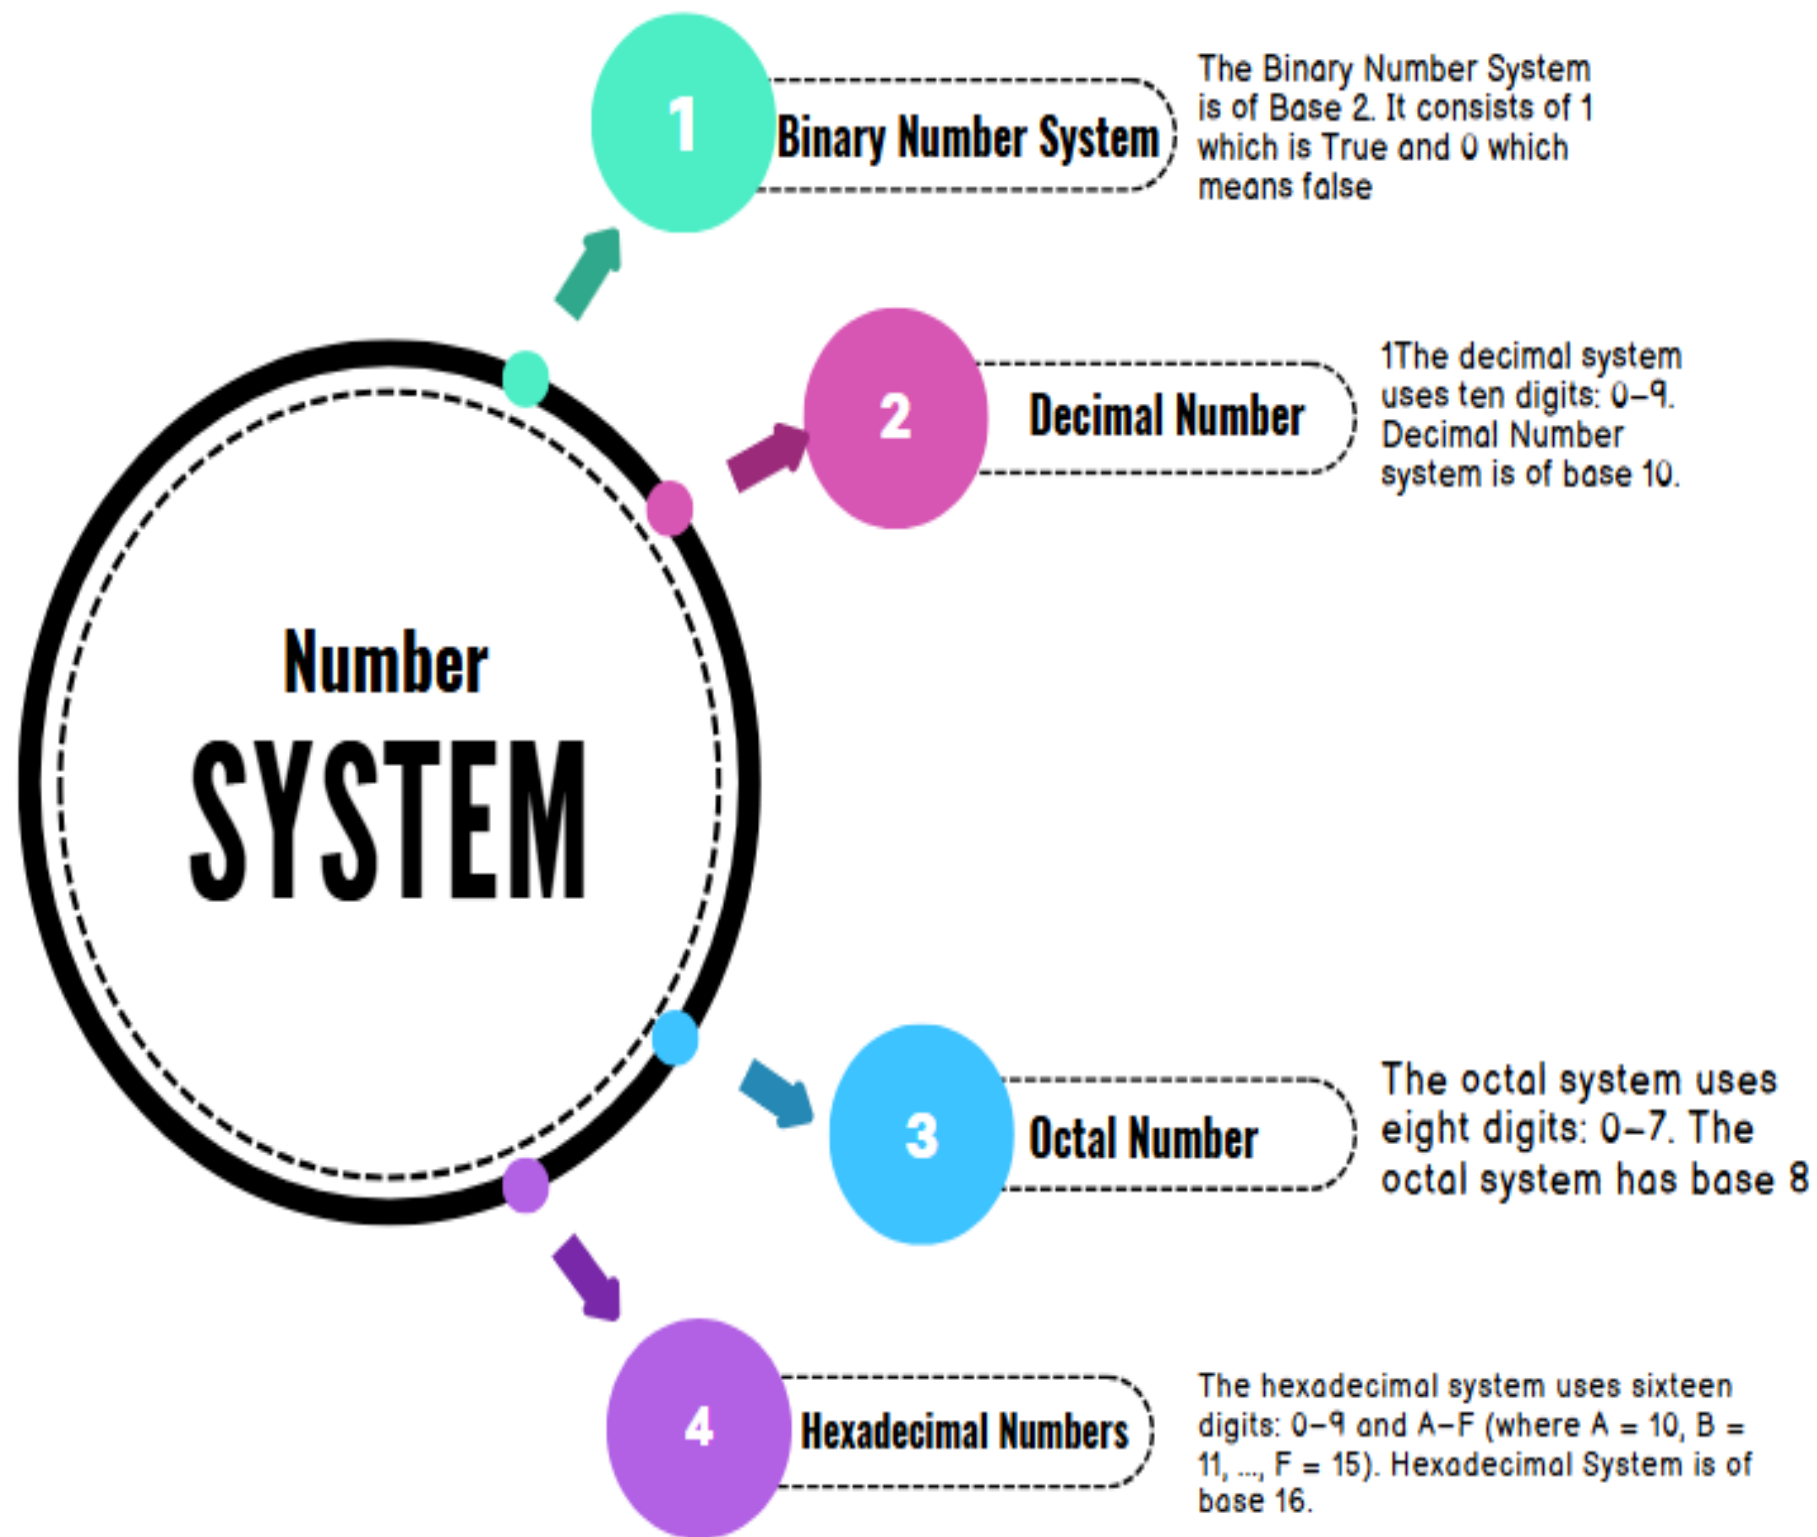 1
Binary Number System
The Binary Number System
is of Base 2. It consists of 1
which is True and 0 which
means false
2
Decimal Number
1The decimal system
uses ten digits: 0–9.
Decimal Number
system is of base 10.
Number
SYSTEM
3
Octal Number
The octal system uses
eight digits: 0–7. The
octal system has base 8
4
Hexadecimal Numbers
The hexadecimal system uses sixteen
digits: 0–9 and A–F (where A = 10, B =
11, ..., F = 15). Hexadecimal System is of
base 16.